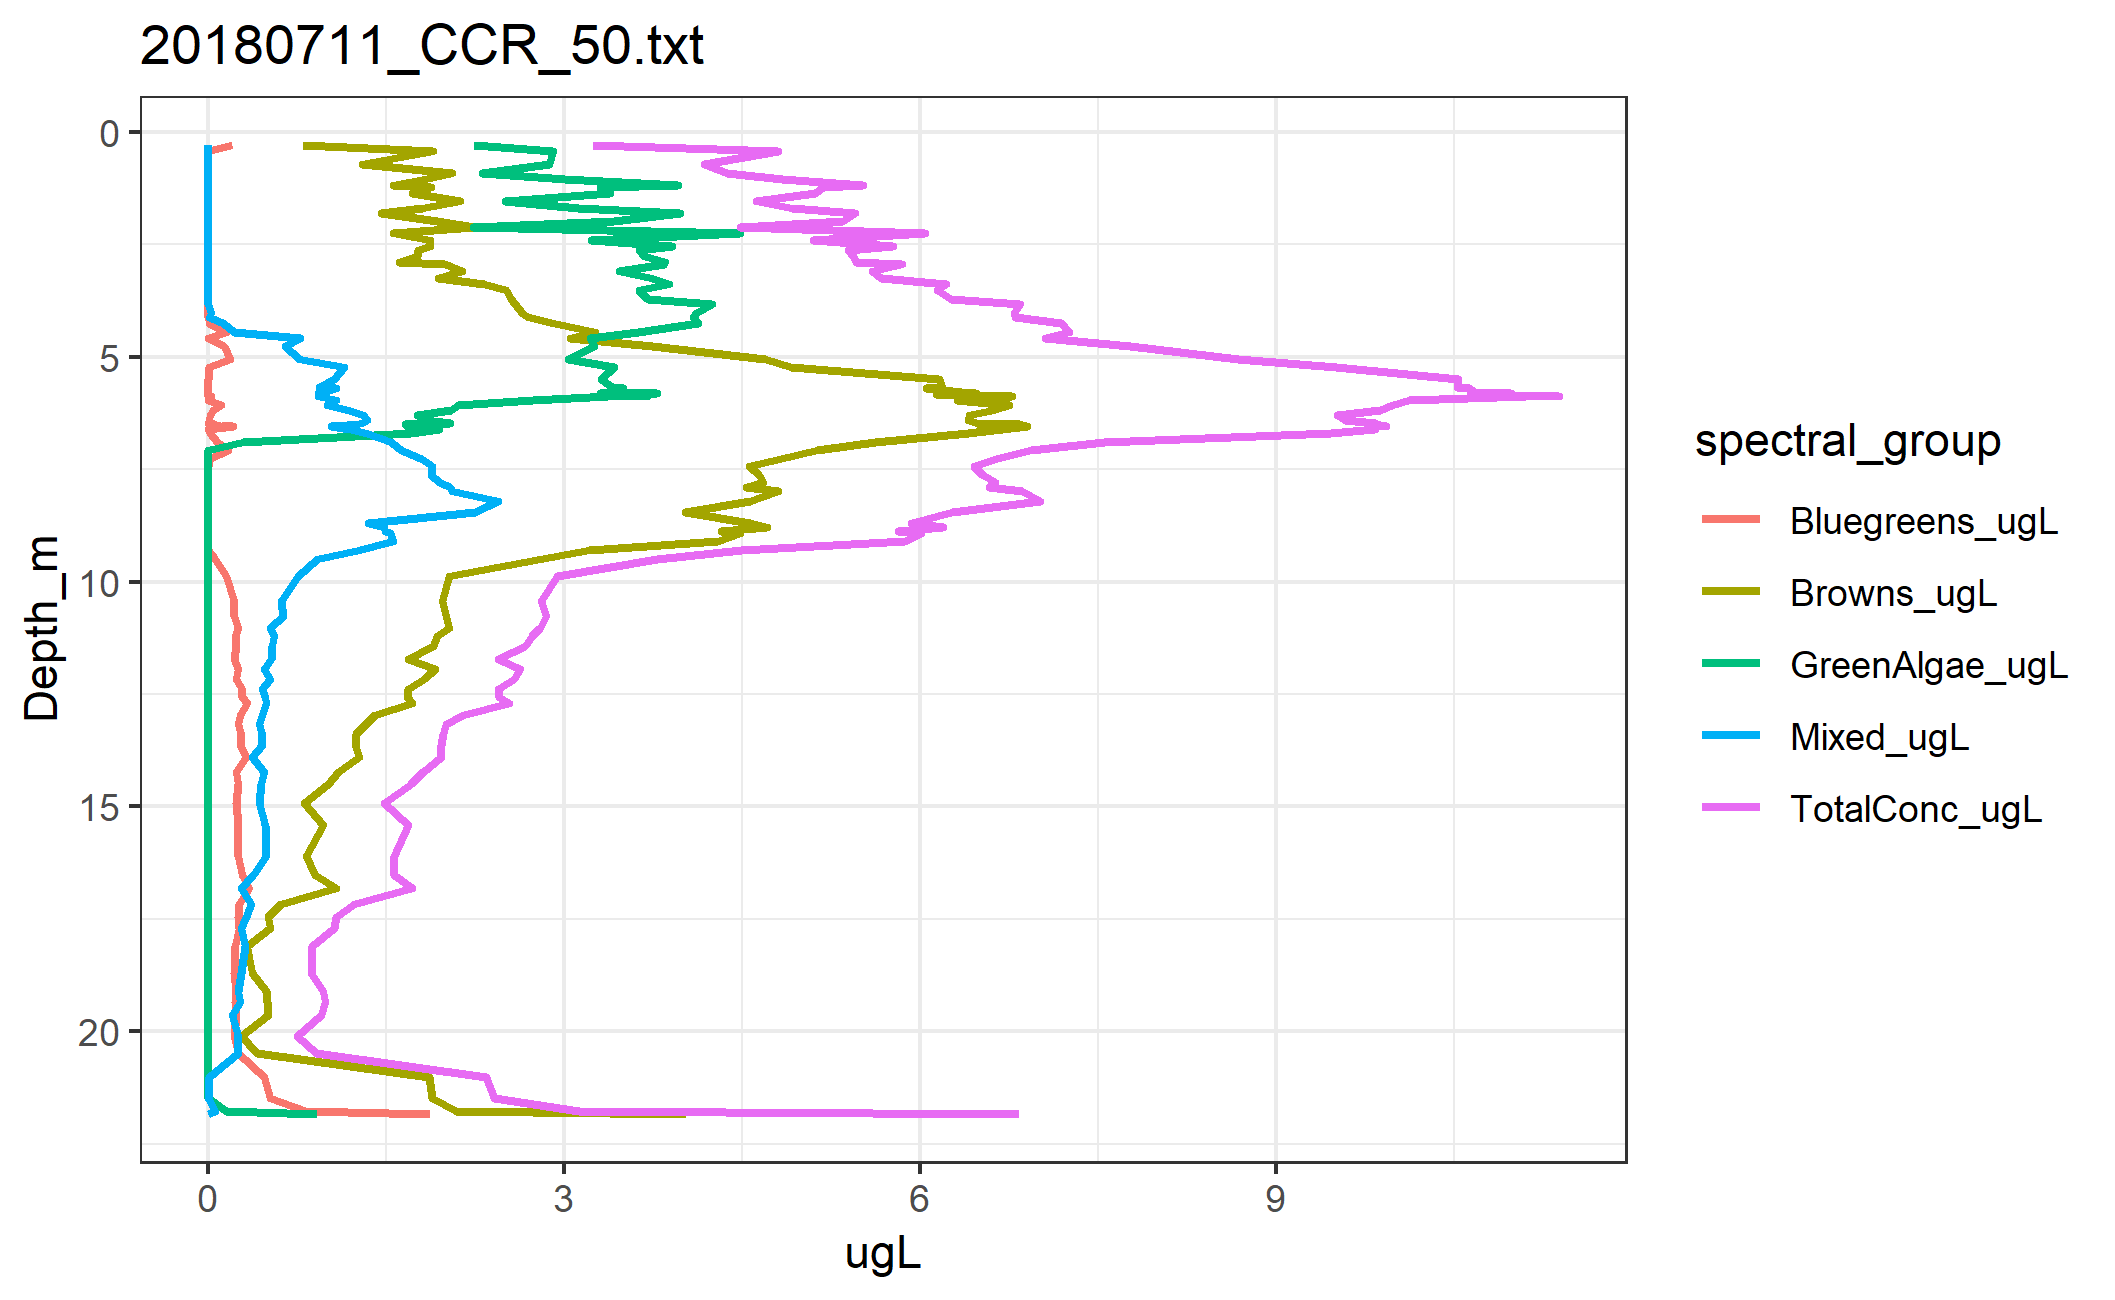 20180711_CCR_50.txt
0
5
10
15
20
Depth_m
0 3 6 9
ugL
spectral_group
Bluegreens_ugL
Browns_ugL
GreenAlgae_ugL
Mixed_ugL
TotalConc_ugL